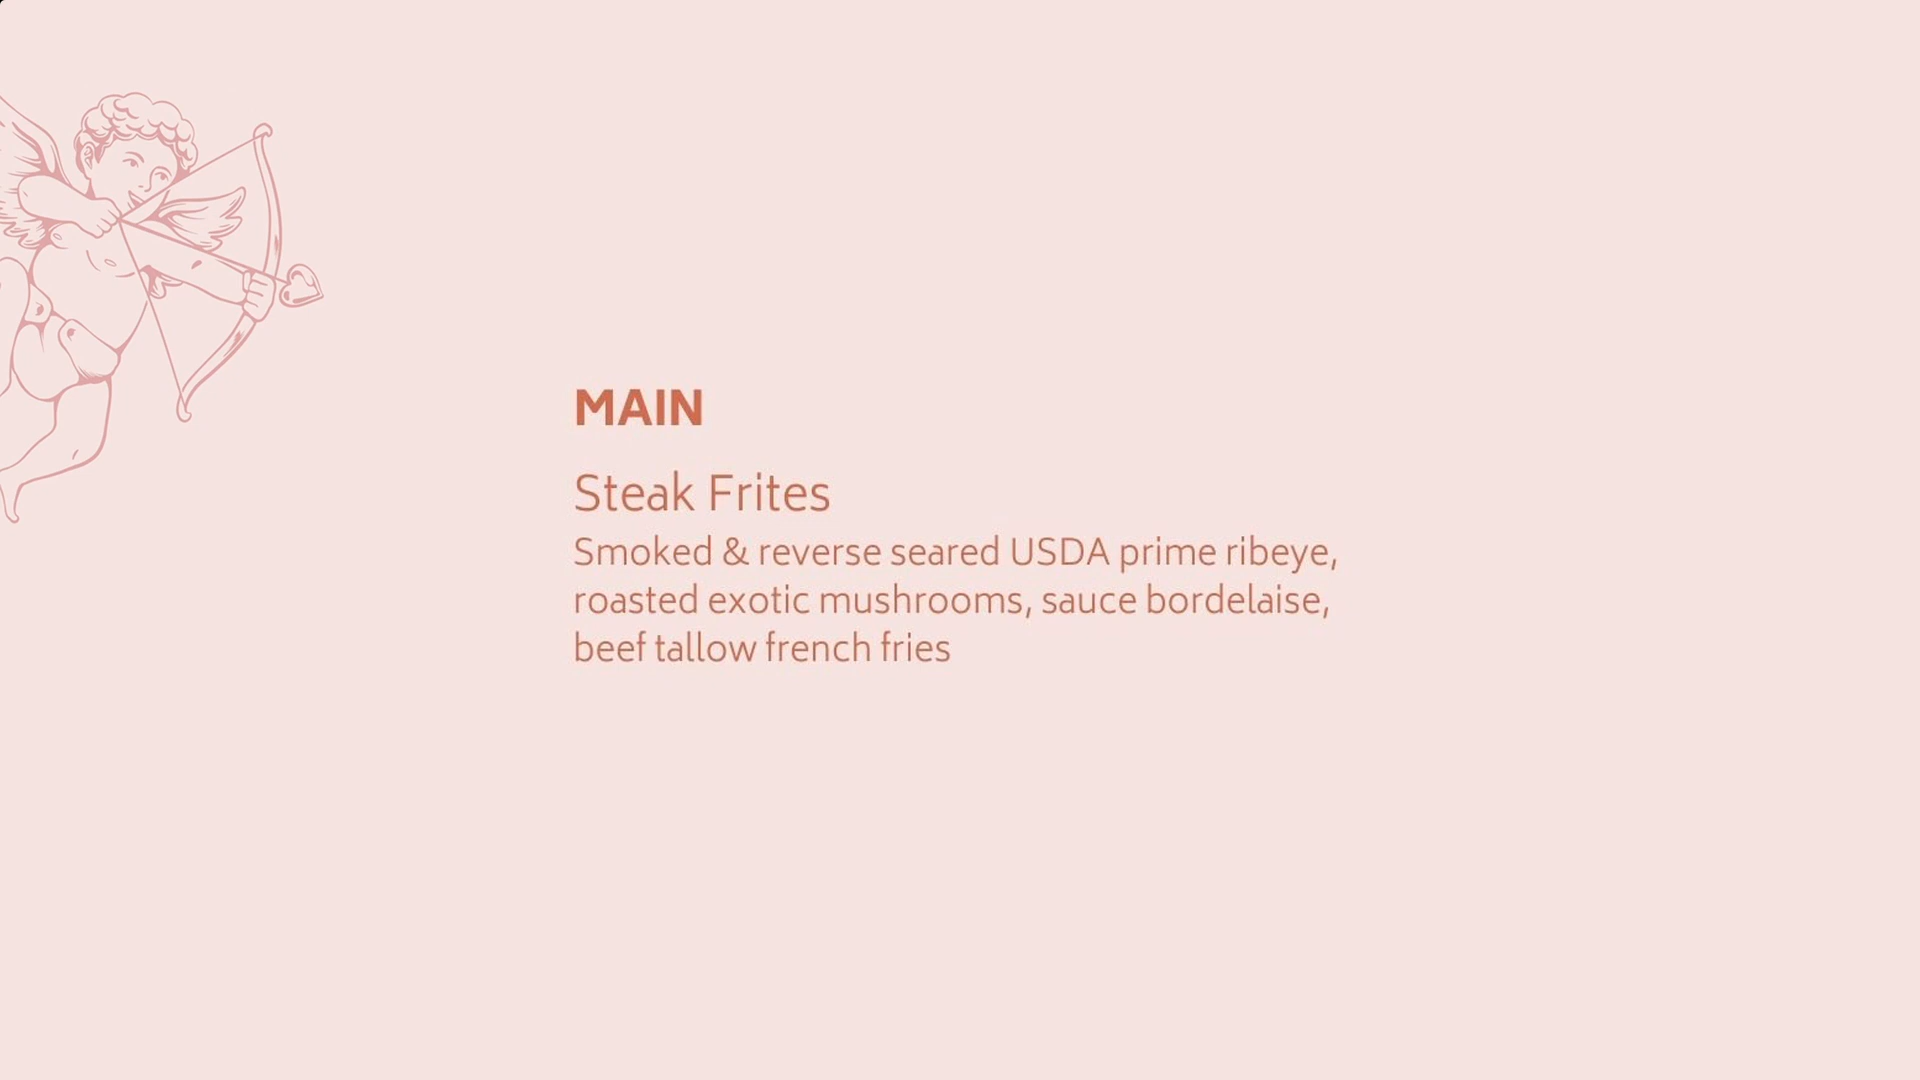 MAIN
Steak Frites
Smoked & reverse seared USDA prime ribeye,
roasted exotic mushrooms, sauce bordelaise,
beef tallow french fries